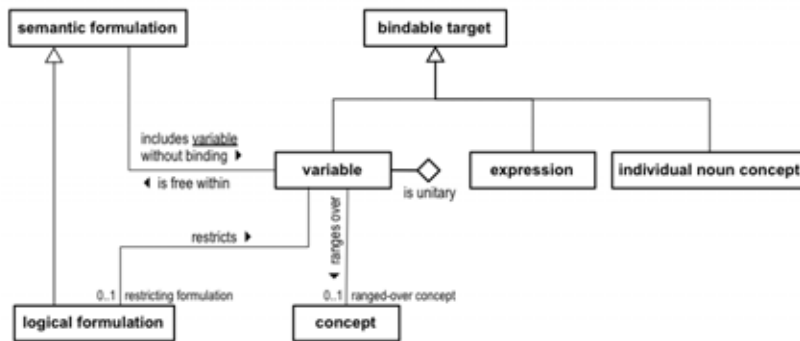 semantic formulation
bindable target
includes variable
without binding ▶
◀ is free within
variable
is unitary
expression
individual noun concept
restricts ▶
ranges over ▶
0..1 restricting formulation
0..1 ranged-over concept
logical formulation
concept